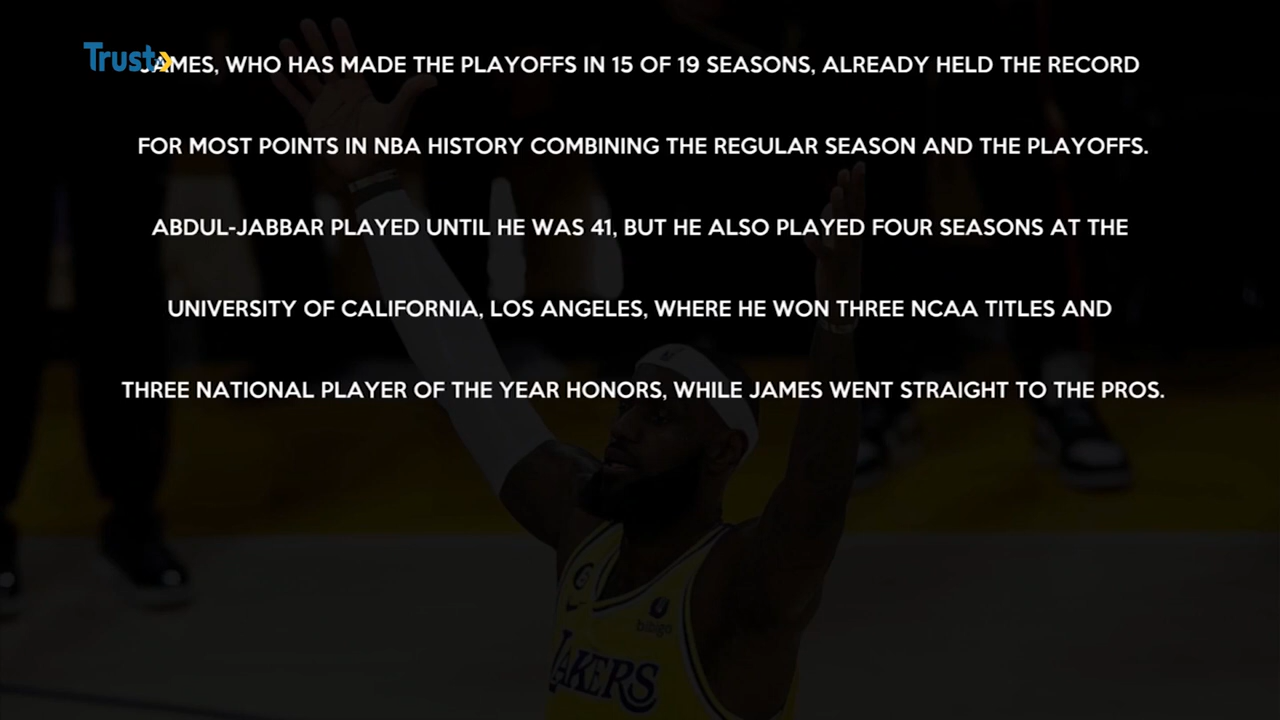 Trust
JAMES, WHO HAS MADE THE PLAYOFFS IN 15 OF 19 SEASONS, ALREADY HELD THE RECORD
FOR MOST POINTS IN NBA HISTORY COMBINING THE REGULAR SEASON AND THE PLAYOFFS.
ABDUL-JABBAR PLAYED UNTIL HE WAS 41, BUT HE ALSO PLAYED FOUR SEASONS AT THE
UNIVERSITY OF CALIFORNIA, LOS ANGELES, WHERE HE WON THREE NCAA TITLES AND
THREE NATIONAL PLAYER OF THE YEAR HONORS, WHILE JAMES WENT STRAIGHT TO THE PROS.
bibigo
LAKERS